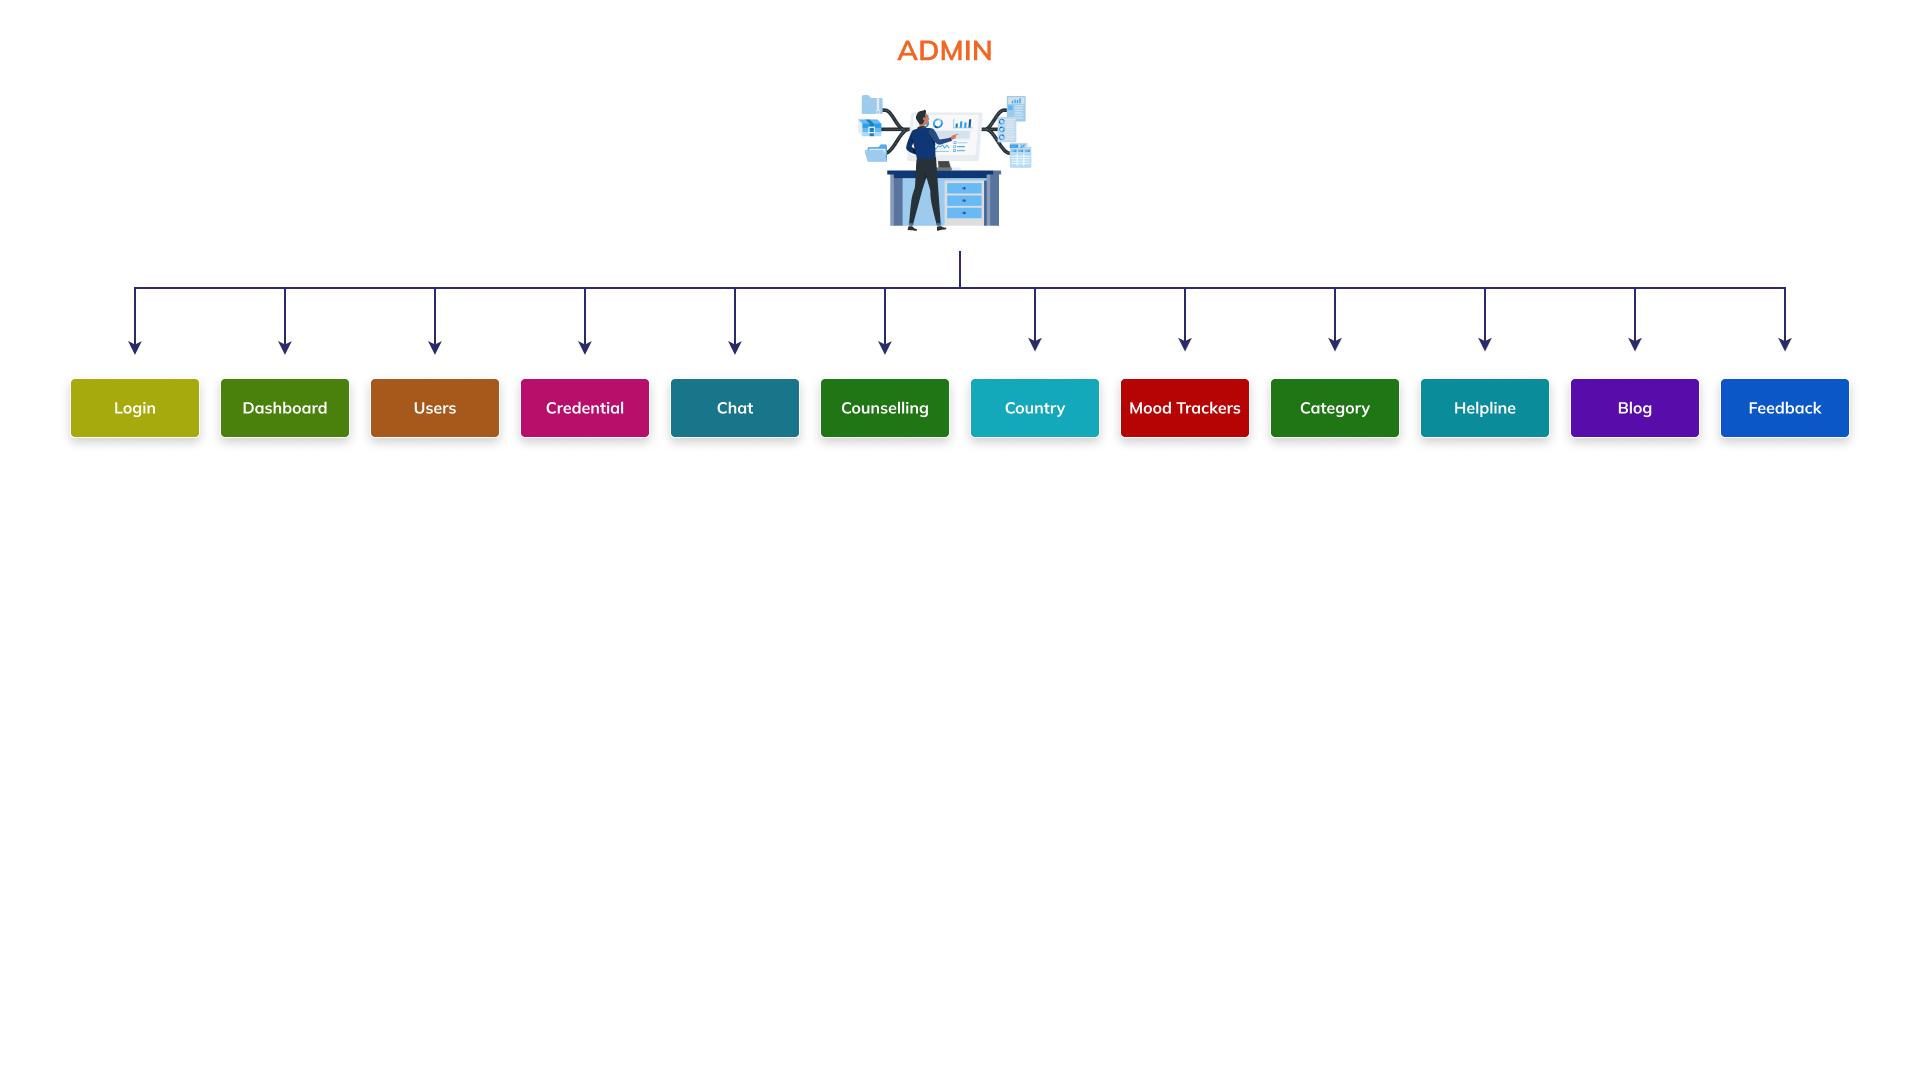 ADMIN
Login
Dashboard
Users
Credential
Chat
Counselling
Country
Mood Trackers
Category
Helpline
Blog
Feedback